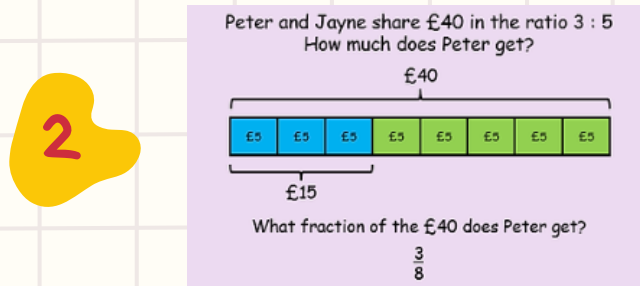 2
Peter and Jayne share £40 in the ratio 3 : 5
How much does Peter get?
£40
£5 £5 £5 £5 £5 £5 £5 £5
£15
What fraction of the £40 does Peter get?
3
8